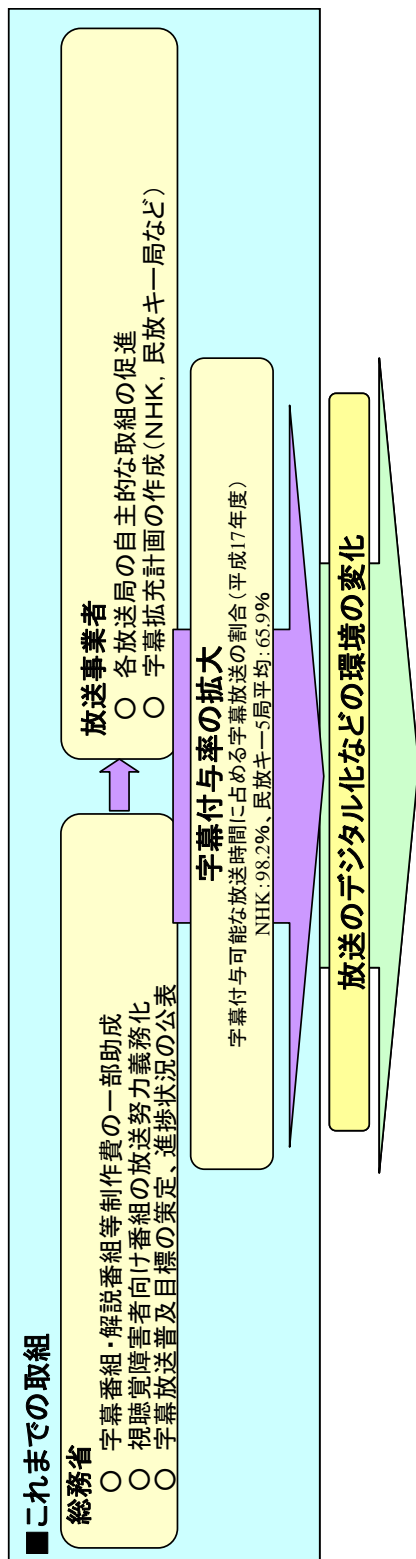 ■これまでの取組
総務省
○ 字幕番組・解説番組等制作費の一部助成
○ 視聴覚障害者向け番組の放送努力義務化
○ 字幕放送普及目標の策定、進捗状況の公表
放送事業者
○ 各放送局の自主的な取組の促進
○ 字幕拡充計画の作成(NHK，民放キー局など)
字幕付与率の拡大
字幕付与可能な放送時間に占める字幕放送の割合(平成17年度)
NHK：98.2%、民放キー5局平均：65.9%
放送のデジタル化などの環境の変化